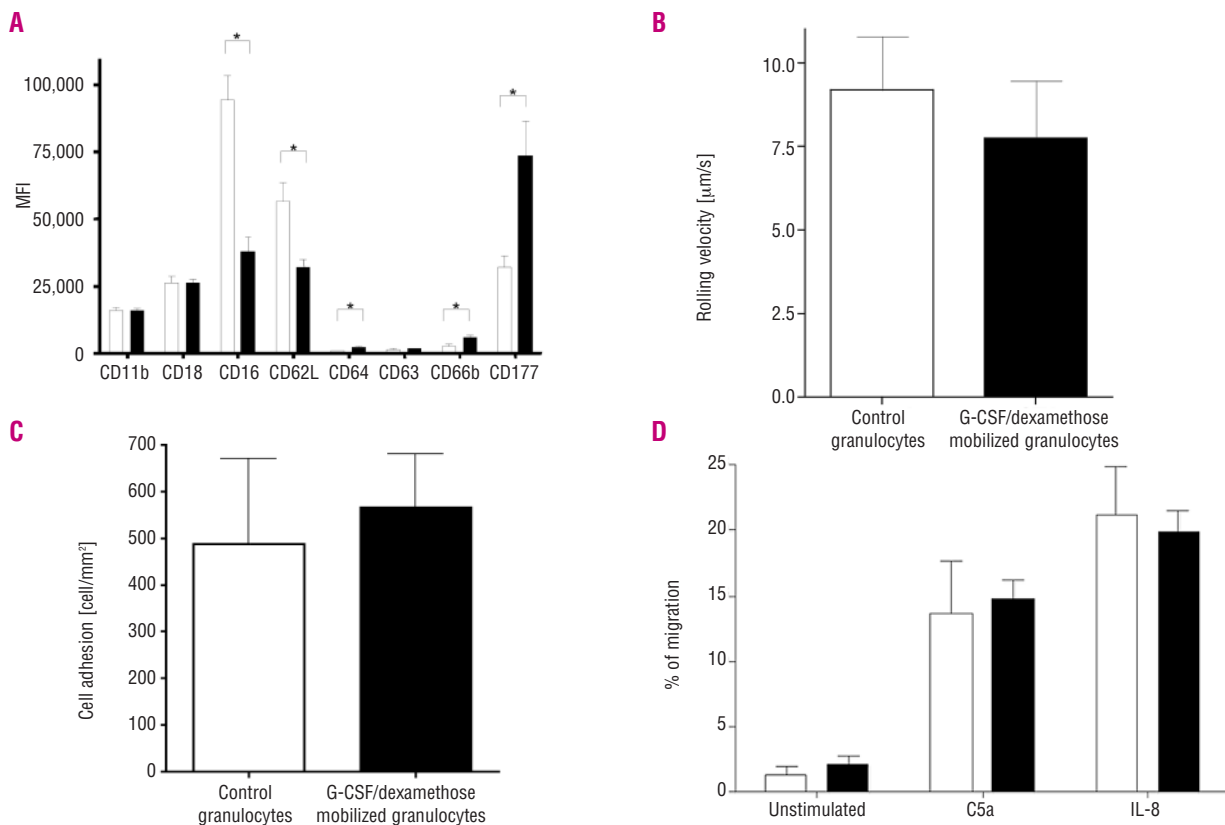 A
*
*
*
*
*
100,000
75,000
50,000
25,000
0
MFI
CD11b CD18 CD16 CD62L CD64 CD63 CD66b CD177
B
10.0
7.5
5.0
2.5
0.0
Rolling velocity [µm/s]
Control
granulocytes
G-CSF/dexamethose
mobilized granulocytes
C
700
600
500
400
300
200
100
0
Cell adhesion [cell/mm²]
Control
granulocytes
G-CSF/dexamethose
mobilized granulocytes
D
25
20
15
10
5
0
% of migration
Unstimulated C5a IL-8